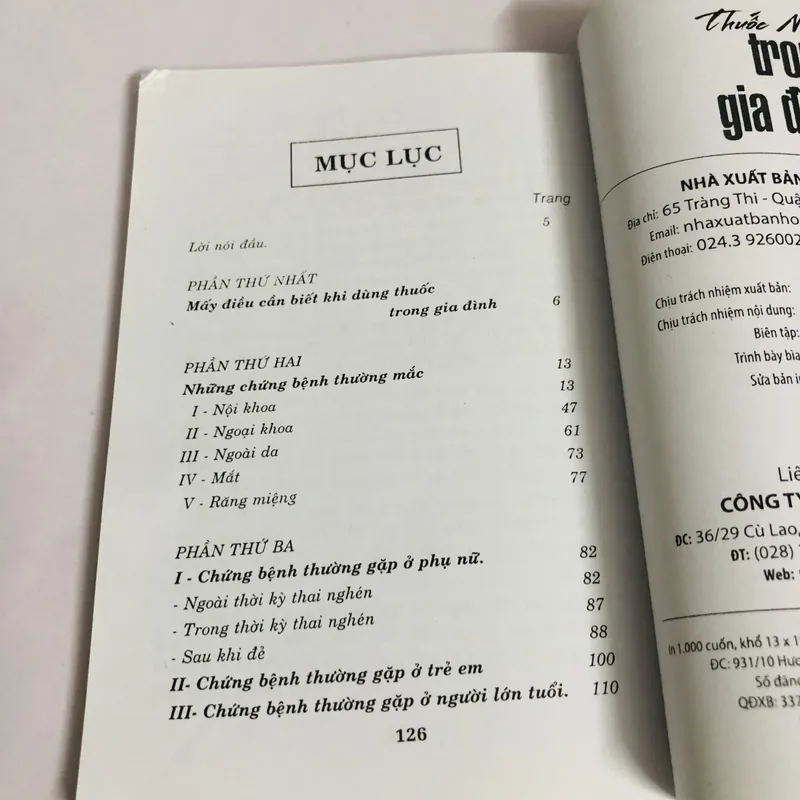 MỤC LỤC
Trang
Lời nói đầu. 5
PHẦN THỨ NHẤT
Mấy điều cần biết khi dùng thuốc
trong gia đình 6
PHẦN THỨ HAI 13
Những chứng bệnh thường mắc 13
I - Nội khoa 47
II - Ngoại khoa 61
III - Ngoài da 73
IV - Mắt 77
V - Răng miệng
PHẦN THỨ BA
I - Chứng bệnh thường gặp ở phụ nữ. 82
- Ngoài thời kỳ thai nghén 82
- Trong thời kỳ thai nghén 87
- Sau khi đẻ 88
II- Chứng bệnh thường gặp ở trẻ em 100
III- Chứng bệnh thường gặp ở người lớn tuổi. 110
126
Thuốc
gia
NHÀ XUẤT BẢN
Địa chỉ: 65 Tràng Thi - Quậ
Email: nhaxuatbanho
Điện thoại: 024.3 926002
Chịu trách nhiệm xuất bản:
Chịu trách nhiệm nội dung:
Biên tập:
Trình bày bìa
Sửa bản i
Liê
CÔNG TY
ĐC: 36/29 Cù Lao,
ĐT: (028)
Web:
In 1.000 cuốn, khổ 13 x 1
ĐC: 931/10 Hươ
Số đăng
QĐXB: 337